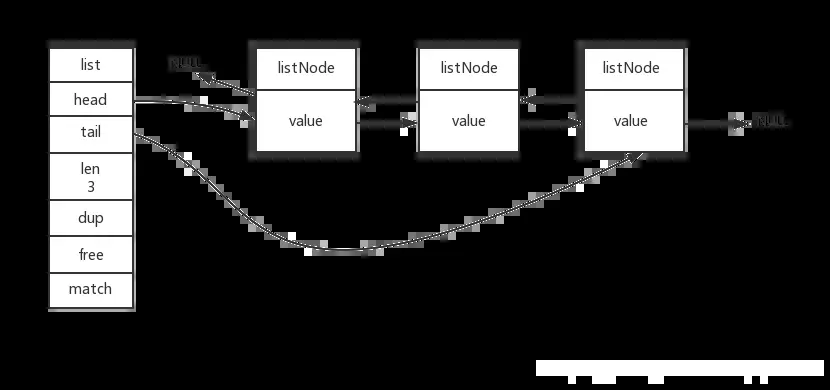 list
head
tail
len
3
dup
free
match
NULL
listNode
value
listNode
value
listNode
value
NULL